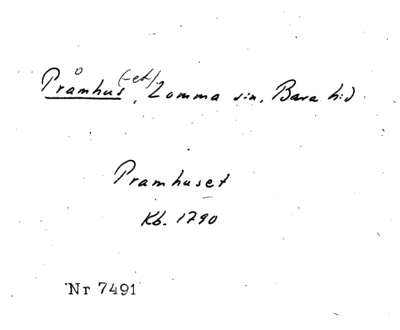 Pråmhus(-et), Lomma sn, Bara hd
Pramhuset
Kb. 1790
Nr 7491